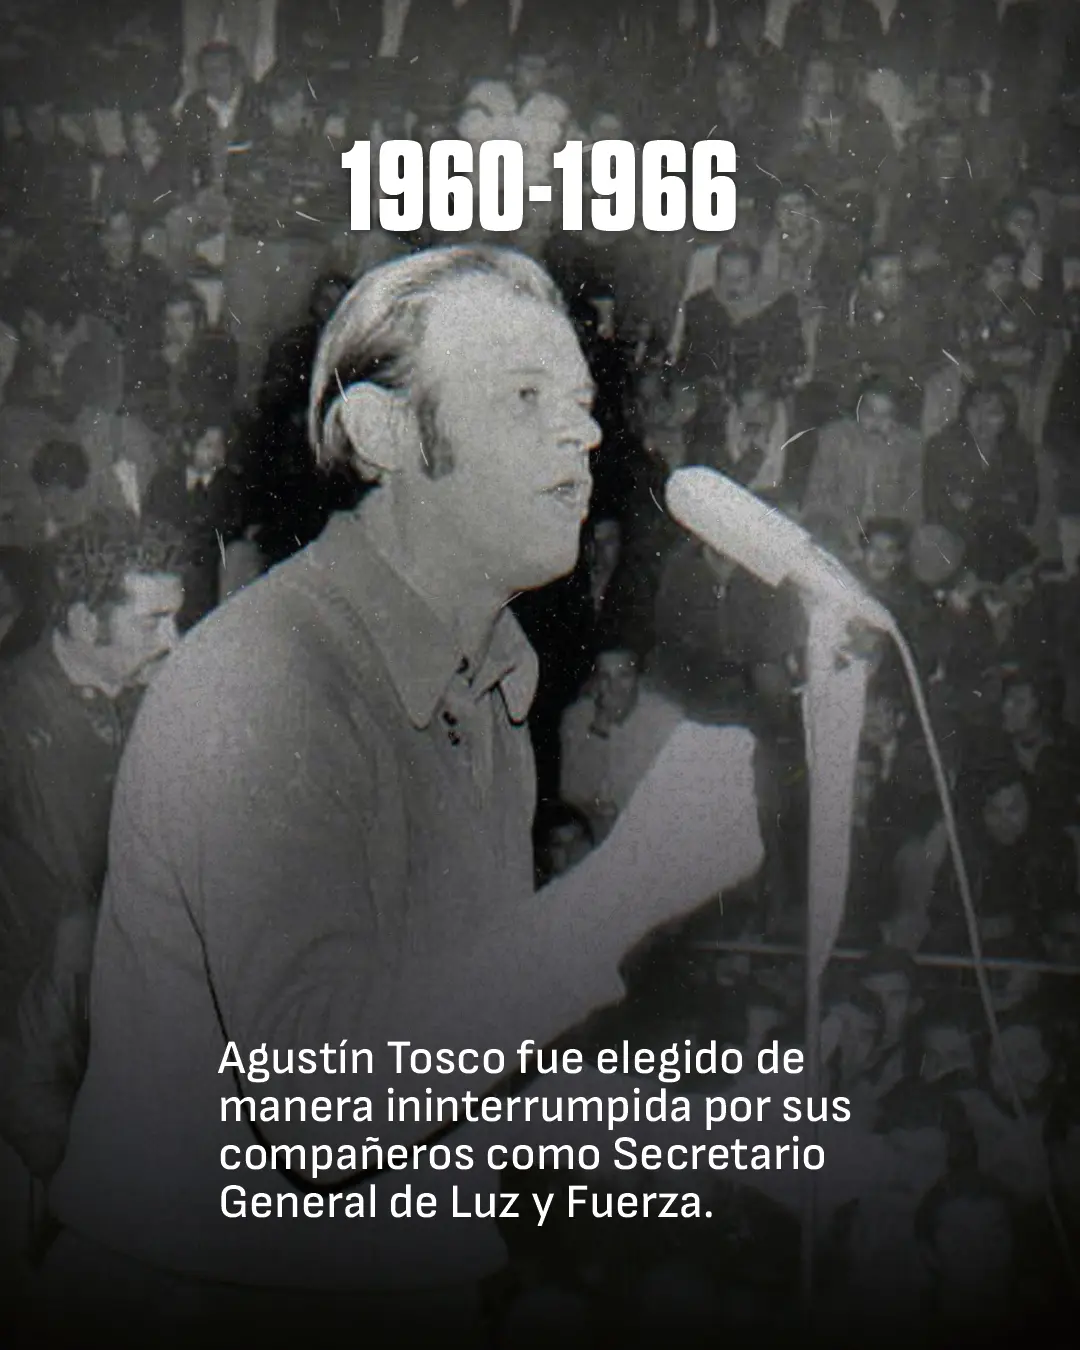 1960-1966
Agustín Tosco fue elegido de
manera ininterrumpida por sus
compañeros como Secretario
General de Luz y Fuerza.